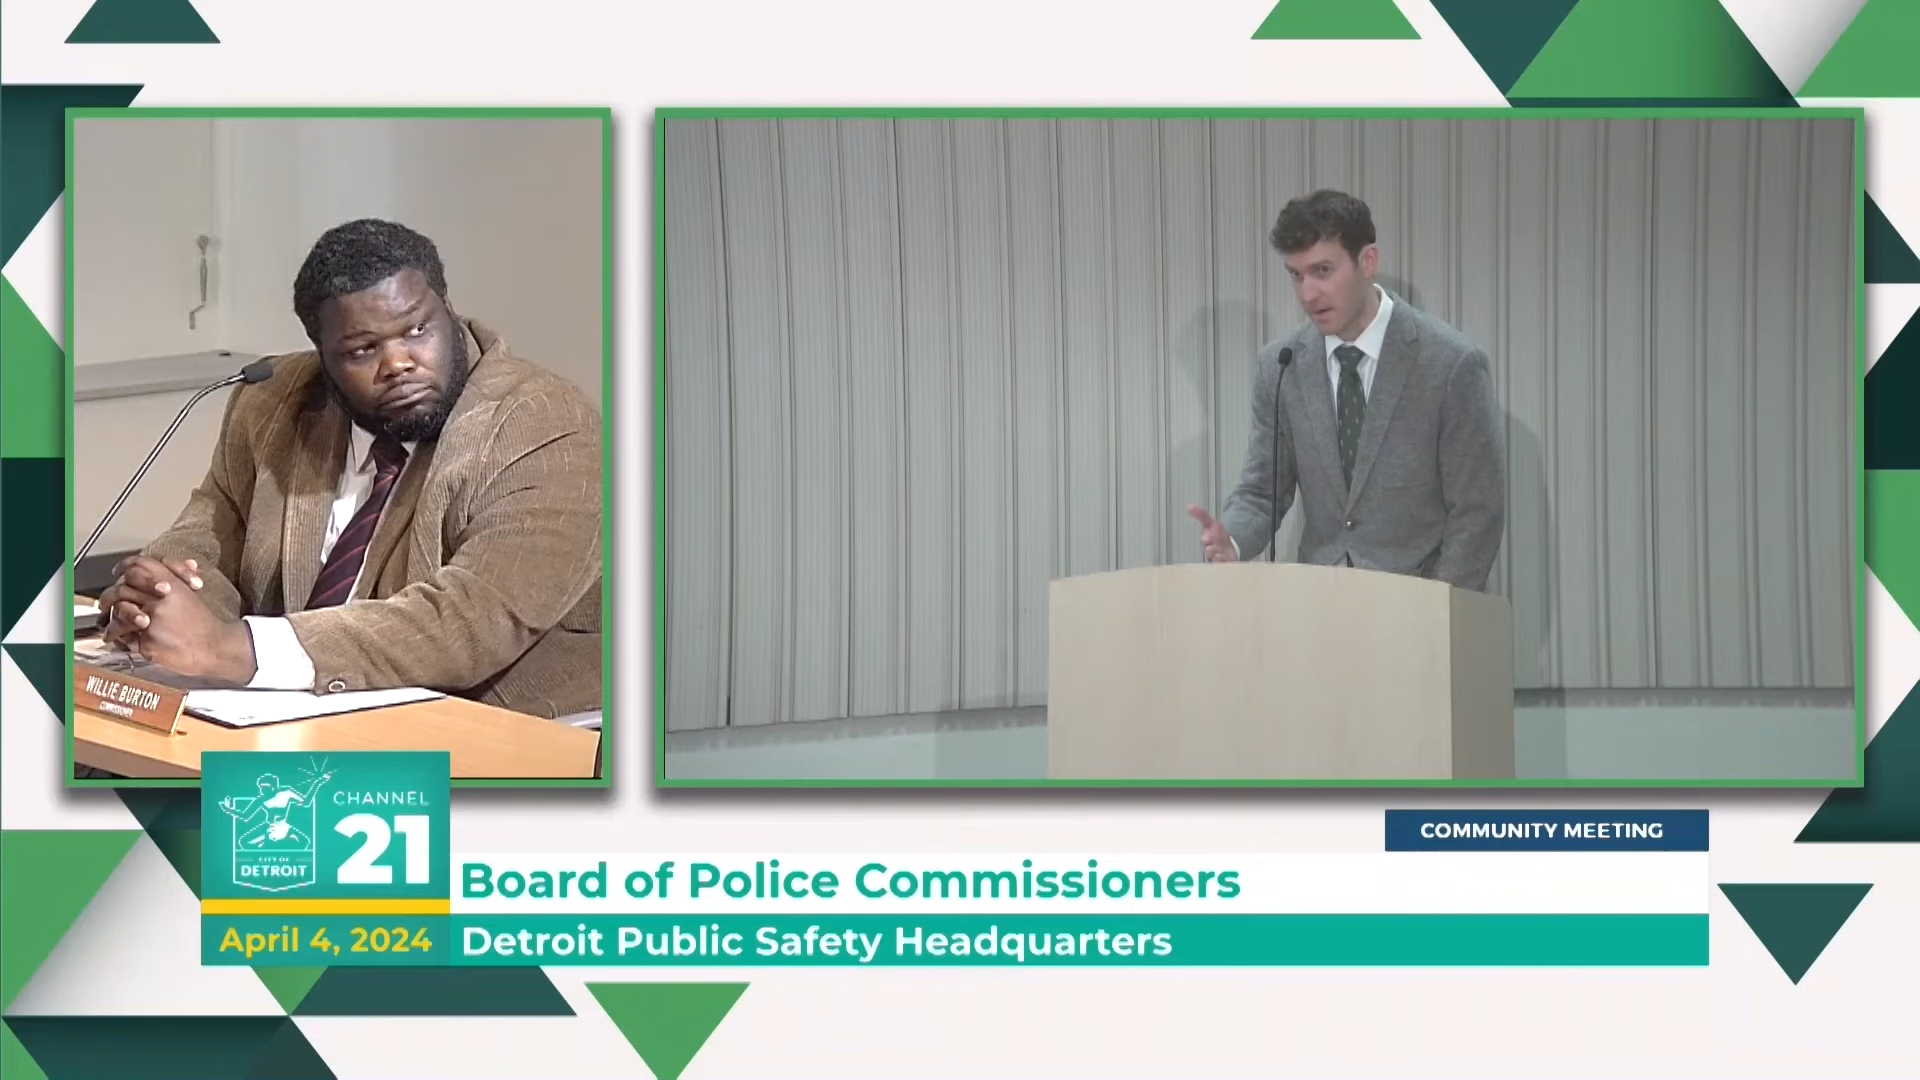 WILLIE BURTON
COMMISSIONER
CHANNEL
21
CITY OF
DETROIT
COMMUNITY MEETING
Board of Police Commissioners
April 4, 2024
Detroit Public Safety Headquarters